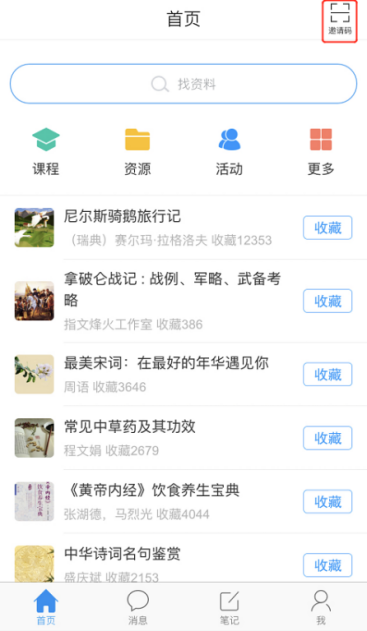 首页
邀请码
找资料
课程 资源 活动 更多
尼尔斯骑鹅旅行记
（瑞典）赛尔玛·拉格洛夫 收藏12353
收藏
拿破仑战记：战例、军略、武备考
略
指文烽火工作室 收藏386
收藏
最美宋词：在最好的年华遇见你
周语 收藏3646
收藏
常见中草药及其功效
程文娟 收藏2679
收藏
《黄帝内经》饮食养生宝典
张湖德，马烈光 收藏4044
收藏
中华诗词名句鉴赏
盛庆斌 收藏2153
收藏
首页 消息 笔记 我